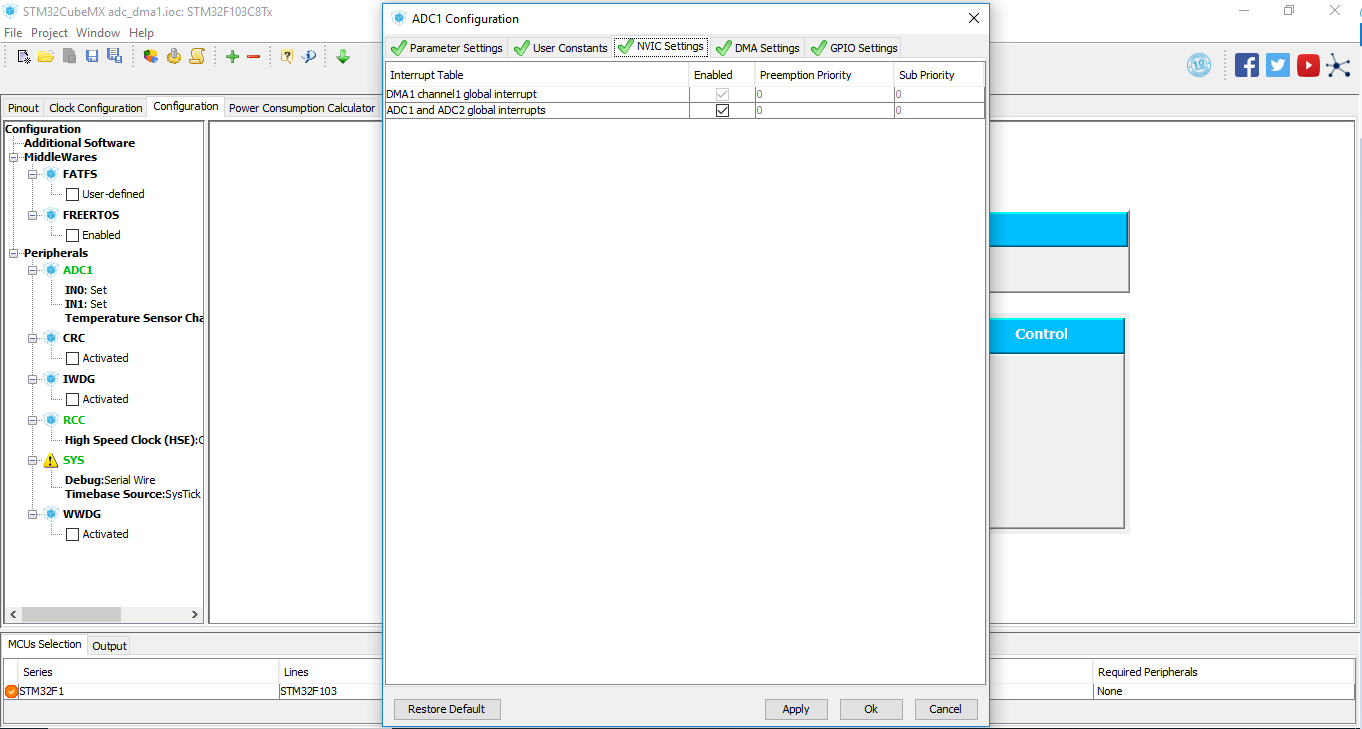 STM32CubeMX adc_dma1.ioc: STM32F103C8Tx
File Project Window Help
Pinout Clock Configuration Configuration Power Consumption Calculator
Configuration
Additional Software
MiddleWares
FATFS
User-defined
FREERTOS
Enabled
Peripherals
ADC1
IN0: Set
IN1: Set
Temperature Sensor Cha
CRC
Activated
IWDG
Activated
RCC
High Speed Clock (HSE):C
SYS
Debug:Serial Wire
Timebase Source:SysTick
WWDG
Activated
ADC1 Configuration
Parameter Settings User Constants NVIC Settings DMA Settings GPIO Settings
Interrupt Table Enabled Preemption Priority Sub Priority
DMA1 channel1 global interrupt 0 0
ADC1 and ADC2 global interrupts 0 0
Restore Default Apply Ok Cancel
Control
MCUs Selection Output
Series Lines Required Peripherals
STM32F1 STM32F103 None